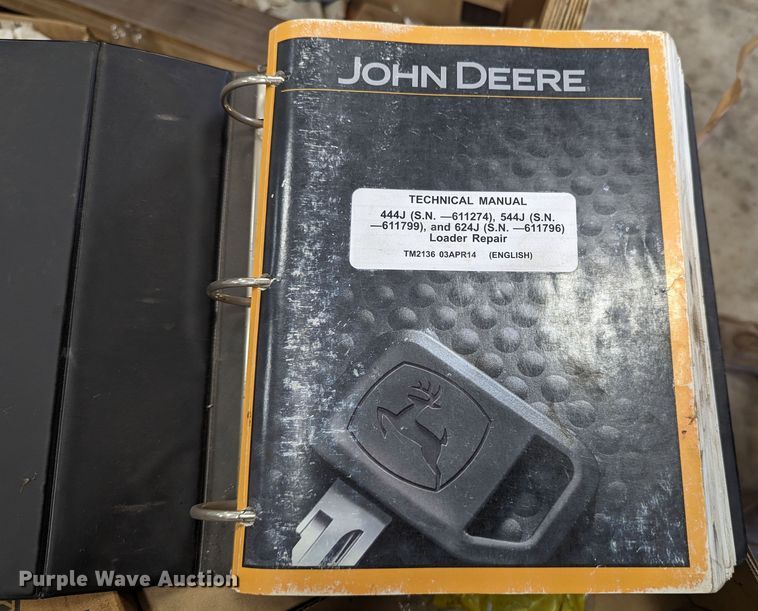 JOHN DEERE
TECHNICAL MANUAL
444J (S.N. —611274), 544J (S.N.
—611799), and 624J (S.N. —611796)
Loader Repair
TM2136 03APR14 (ENGLISH)
Purple Wave Auction